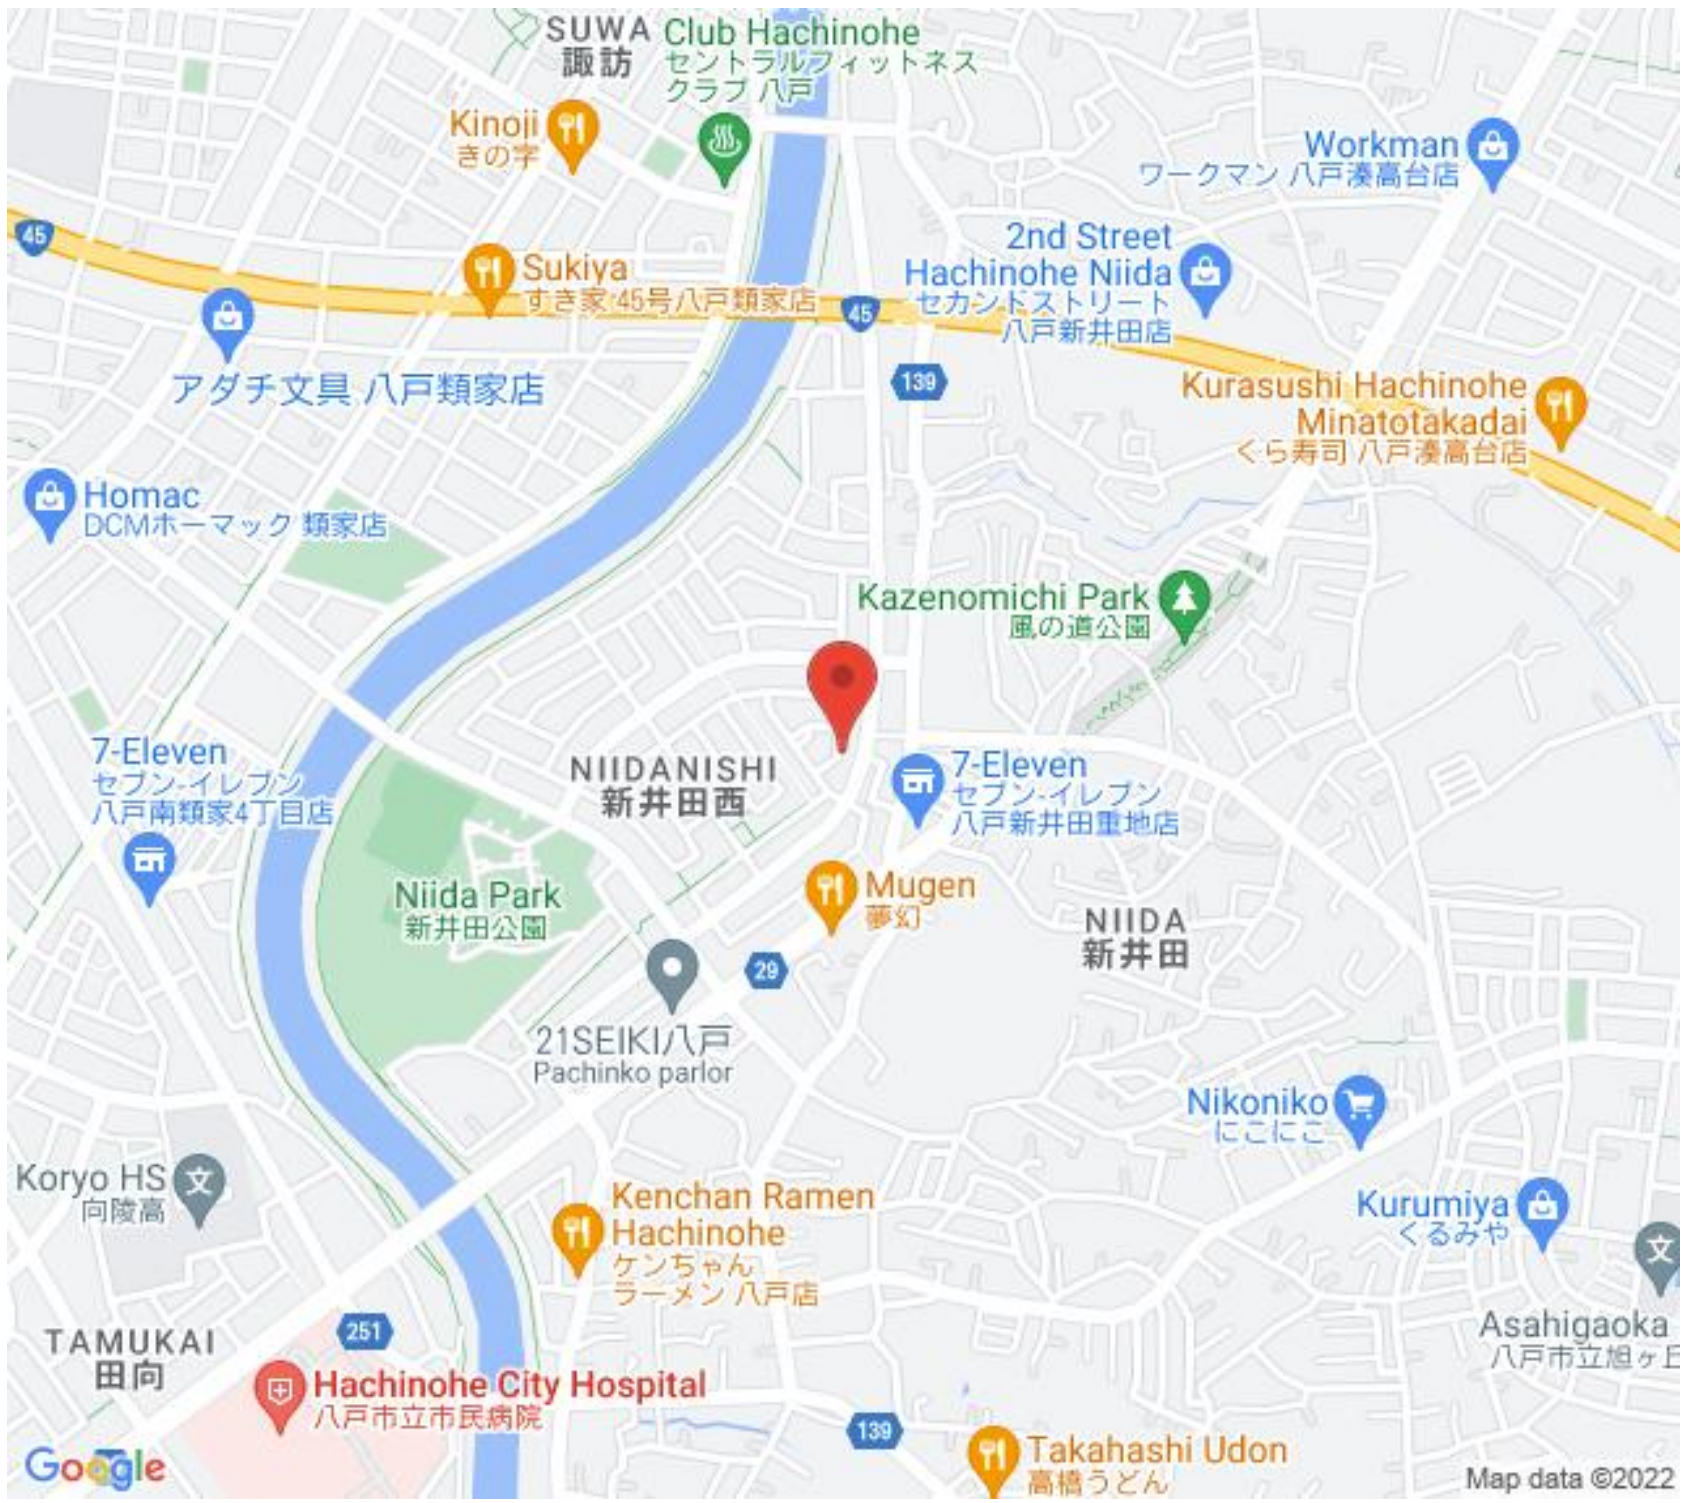 SUWA
諏訪
Club Hachinohe
セントラルフィットネス
クラブ 八戸
Kinoji
きの字
Workman
ワークマン 八戸湊高台店
45
2nd Street
Hachinohe Niida
セカンドストリート
八戸新井田店
Sukiya
すき家 45号八戸類家店
45
アダチ文具 八戸類家店
139
Kurasushi Hachinohe
Minatotakadai
くら寿司 八戸湊高台店
Homac
DCMホーマック 類家店
Kazenomichi Park
風の道公園
7-Eleven
セブン-イレブン
八戸南類家4丁目店
NIIDANISHI
新井田西
7-Eleven
セブン-イレブン
八戸新井田重地店
Niida Park
新井田公園
Mugen
夢幻
NIIDA
新井田
29
21SEIKI八戸
Pachinko parlor
Nikoniko
にこにこ
Koryo HS
文
向陵高
Kenchan Ramen
Hachinohe
ケンちゃん
ラーメン 八戸店
Kurumiya
くるみや
文
TAMUKAI
田向
251
Asahigaoka
八戸市立旭ヶ丘
Hachinohe City Hospital
八戸市立市民病院
139
Takahashi Udon
高橋うどん
Google
Map data ©2022